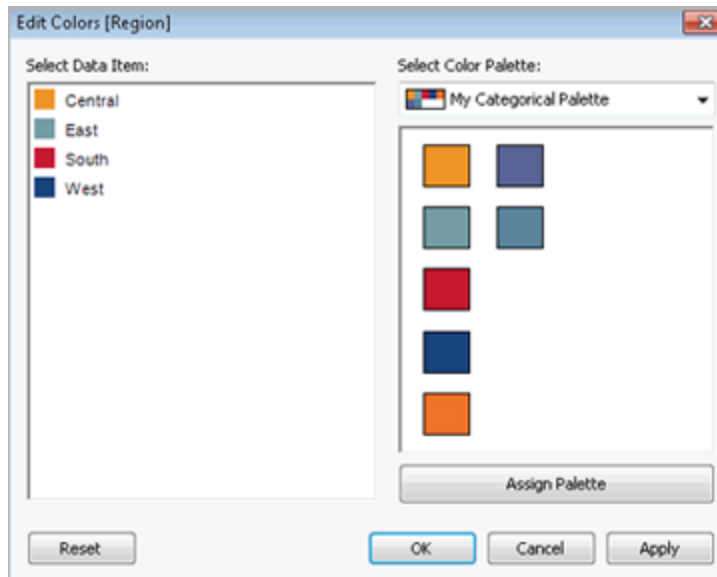 Edit Colors [Region]
Select Data Item:
Central
East
South
West
Select Color Palette:
My Categorical Palette
Assign Palette
Reset
OK
Cancel
Apply